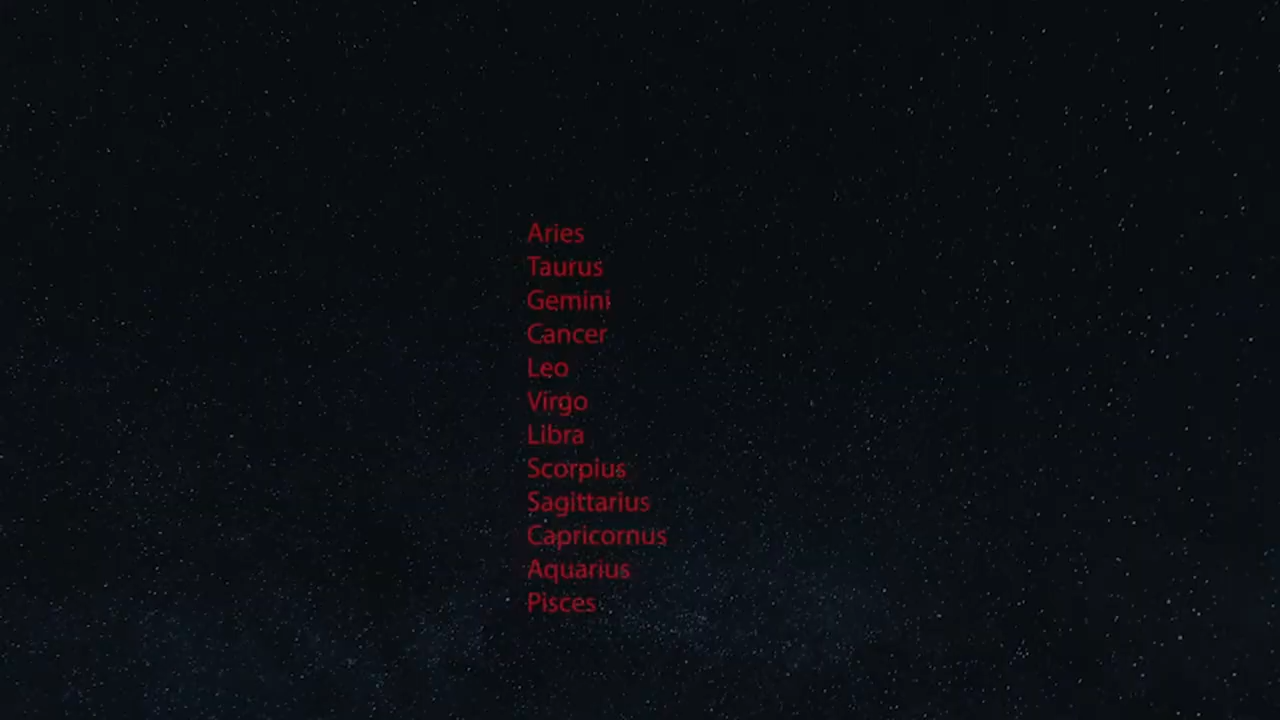 Aries
Taurus
Gemini
Cancer
Leo
Virgo
Libra
Scorpius
Sagittarius
Capricornus
Aquarius
Pisces